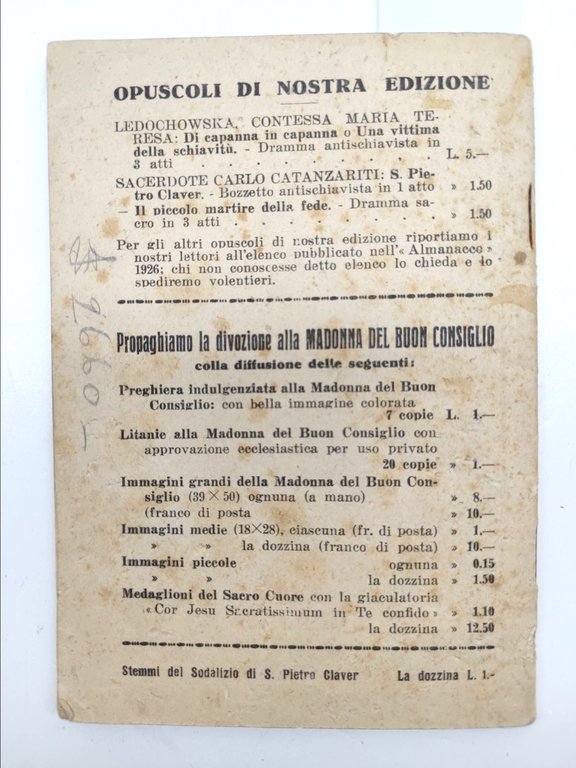 OPUSCOLI DI NOSTRA EDIZIONE
LEDOCHOWSKA, CONTESSA MARIA TE-
RESA: Di capanna in capanna o Una vittima
della schiavitù. - Dramma antischiavista in
3 atti . . . . . . . . . L. 5.—
SACERDOTE CARLO CATANZARITI: S. Pie-
tro Claver. - Bozzetto antischiavista in 1 atto » 1.50
— Il piccolo martire della fede. - Dramma sa-
cro in 3 atti . . . . . . . » 1.50
Per gli altri opuscoli di nostra edizione riportiamo i
nostri lettori all'elenco pubblicato nell'« Almanacco »
1926; chi non conoscesse detto elenco lo chieda e lo
spediremo volentieri.
Propaghiamo la divozione alla MADONNA DEL BUON CONSIGLIO
colla diffusione delle seguenti:
Preghiera indulgenziata alla Madonna del Buon
Consiglio: con bella immagine colorata
7 copie L. 1.—
Litanie alla Madonna del Buon Consiglio con
approvazione ecclesiastica per uso privato
20 copie » 1.—
Immagini grandi della Madonna del Buon Con-
siglio (39×50) ognuna (a mano) » 8.—
(franco di posta » 10.—
Immagini medie (18×28), ciascuna (fr. di posta) » 1.—
» » la dozzina (franco di posta) » 10.—
Immagini piccole ognuna » 0.15
» » la dozzina » 1.50
Medaglioni del Sacro Cuore con la giaculatoria
«Cor Jesu Sacratissimum in Te confido» » 1.10
la dozzina » 12.50
Stemmi del Sodalizio di S. Pietro Claver La dozzina L. 1.-